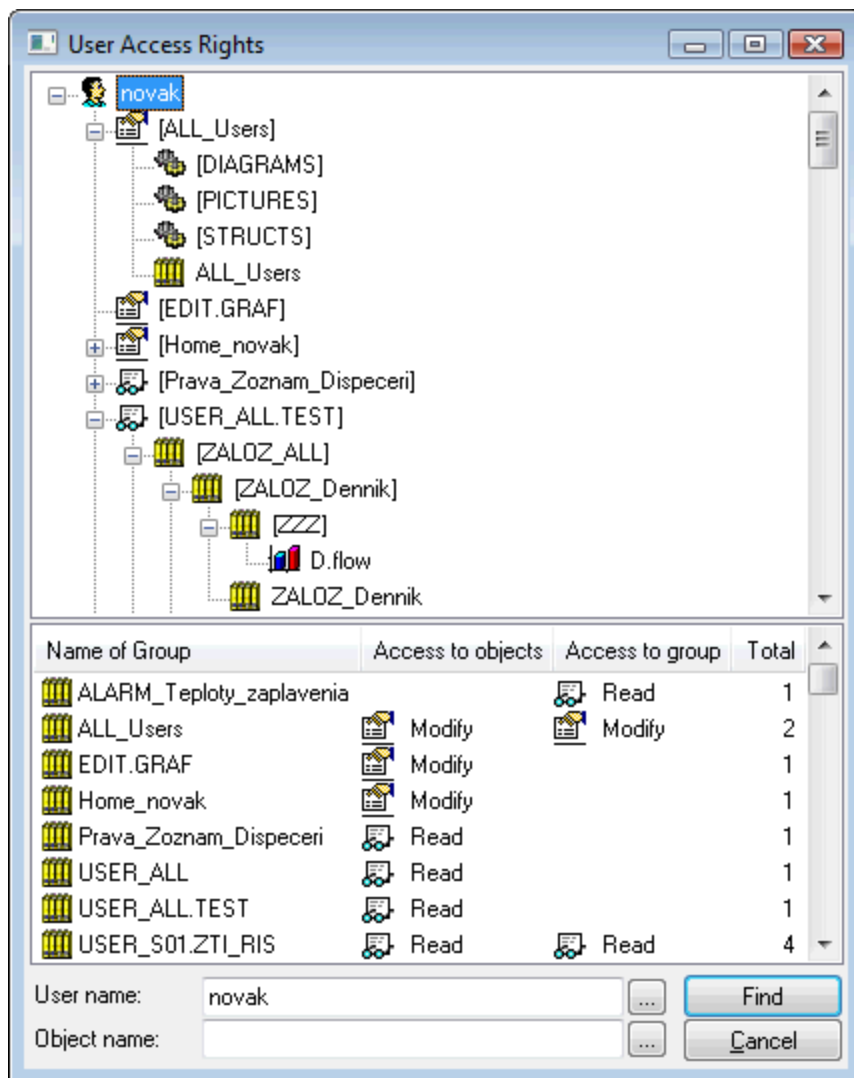 User Access Rights
novak
[ALL_Users]
[DIAGRAMS]
[PICTURES]
[STRUCTS]
ALL_Users
[EDIT.GRAF]
[Home_novak]
[Prava_Zoznam_Dispeceri]
[USER_ALL.TEST]
[ZALOZ_ALL]
[ZALOZ_Dennik]
[ZZZ]
D.flow
ZALOZ_Dennik
Name of Group Access to objects Access to group Total
ALARM_Teploty_zaplavenia Read 1
ALL_Users Modify Modify 2
EDIT.GRAF Modify 1
Home_novak Modify 1
Prava_Zoznam_Dispeceri Read 1
USER_ALL Read 1
USER_ALL.TEST Read 1
USER_S01.ZTI_RIS Read Read 4
User name: novak ... Find
Object name: ... Cancel